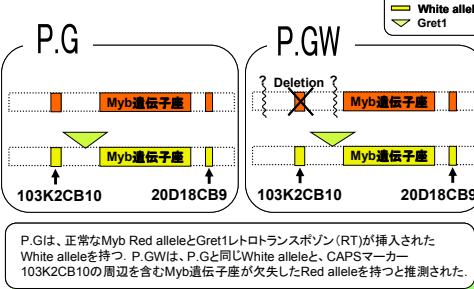 White allel
Gret1
P.G
P.GW
? Deletion ?
Myb遺伝子座
Myb遺伝子座
Myb遺伝子座
Myb遺伝子座
103K2CB10
20D18CB9
103K2CB10
20D18CB9
P.Gは、正常なMyb Red alleleとGret1レトロトランスポゾン(RT)が挿入された
White alleleを持つ. P.GWは、P.Gと同じWhite alleleと、CAPSマーカー
103K2CB10の周辺を含むMyb遺伝子座が欠失したRed alleleを持つと推測された.